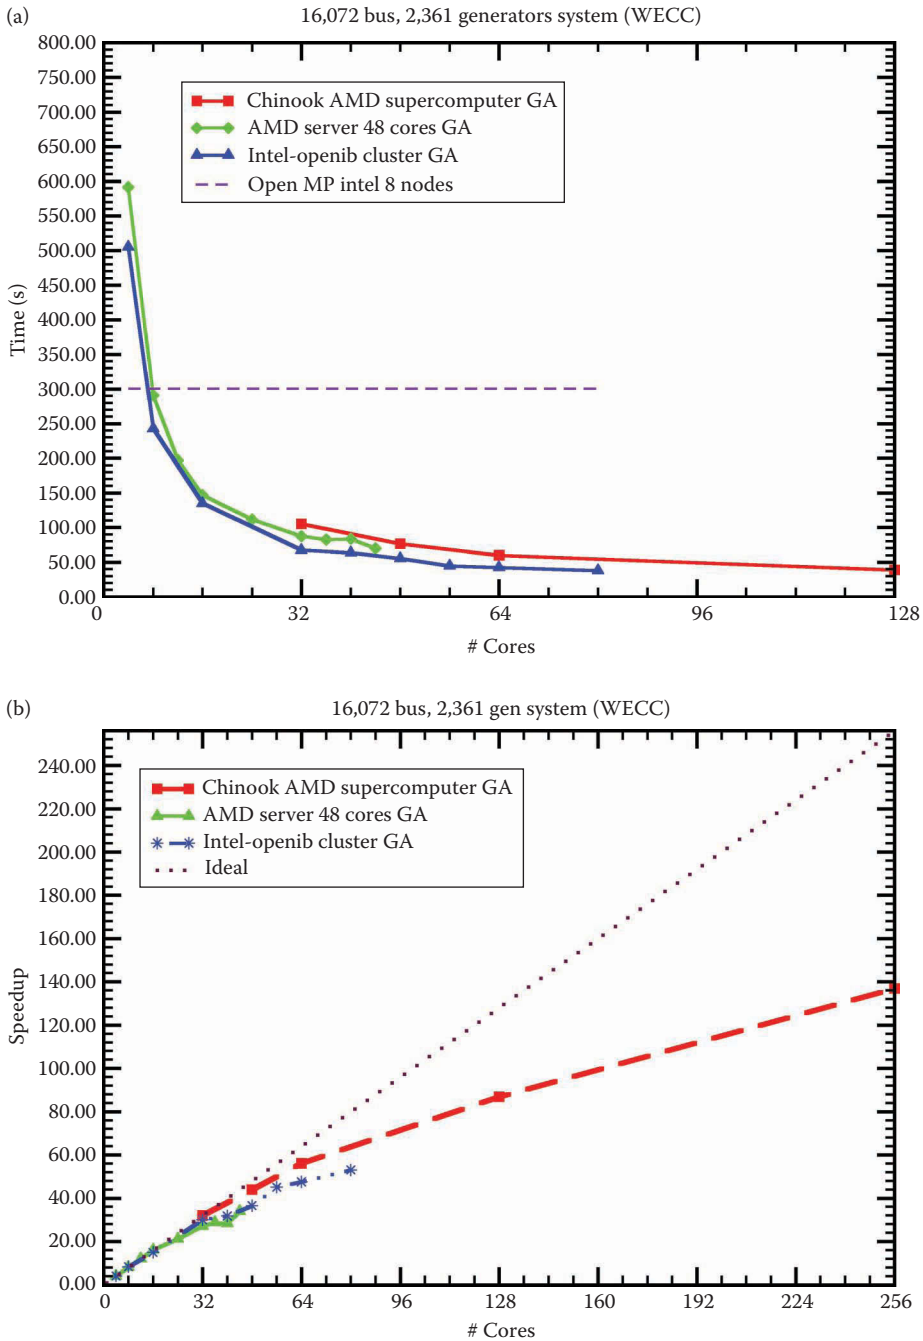 (a)
16,072 bus, 2,361 generators system (WECC)
800.00
750.00
700.00
650.00
600.00
550.00
500.00
450.00
400.00
350.00
300.00
250.00
200.00
150.00
100.00
50.00
0.00
Time (s)
Chinook AMD supercomputer GA
AMD server 48 cores GA
Intel-openib cluster GA
Open MP intel 8 nodes
0 32 64 96 128
# Cores
(b)
16,072 bus, 2,361 gen system (WECC)
240.00
220.00
200.00
180.00
160.00
140.00
120.00
100.00
80.00
60.00
40.00
20.00
0.00
Speedup
Chinook AMD supercomputer GA
AMD server 48 cores GA
Intel-openib cluster GA
Ideal
0 32 64 96 128 160 192 224 256
# Cores